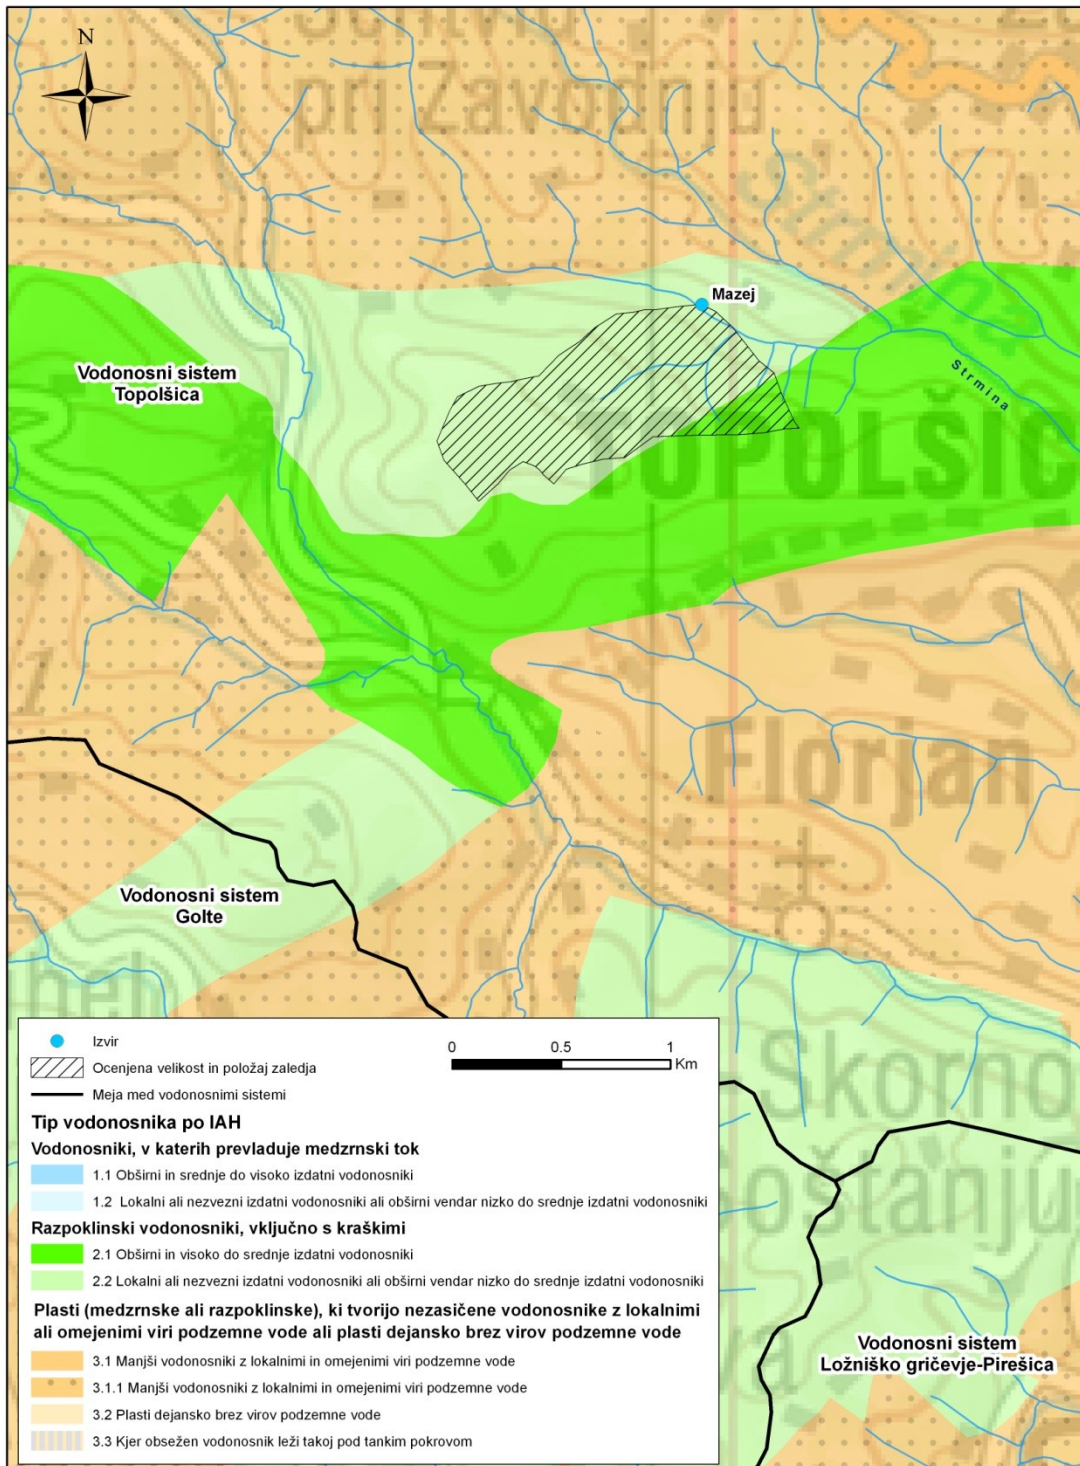 N
pri Zavodnju
Mazej
Vodonosni sistem
Topolšica
Strmina
TOPOLŠIC
Florjan
Vodonosni sistem
Golte
Skorno
oštanju
Izvir
Ocenjena velikost in položaj zaledja
Meja med vodonosnimi sistemi
0 0.5 1
Km
Tip vodonosnika po IAH
Vodonosniki, v katerih prevladuje medzrnski tok
1.1 Obširni in srednje do visoko izdatni vodonosniki
1.2 Lokalni ali nezvezni izdatni vodonosniki ali obširni vendar nizko do srednje izdatni vodonosniki
Razpoklinski vodonosniki, vključno s kraškimi
2.1 Obširni in visoko do srednje izdatni vodonosniki
2.2 Lokalni ali nezvezni izdatni vodonosniki ali obširni vendar nizko do srednje izdatni vodonosniki
Plasti (medzrnske ali razpoklinske), ki tvorijo nezasičene vodonosnike z lokalnimi
ali omejenimi viri podzemne vode ali plasti dejansko brez virov podzemne vode
3.1 Manjši vodonosniki z lokalnimi in omejenimi viri podzemne vode
3.1.1 Manjši vodonosniki z lokalnimi in omejenimi viri podzemne vode
3.2 Plasti dejansko brez virov podzemne vode
3.3 Kjer obsežen vodonosnik leži takoj pod tankim pokrovom
Vodonosni sistem
Ložniško gričevje-Pirešica